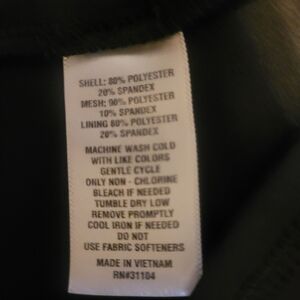 SHELL: 80% POLYESTER
20% SPANDEX
MESH: 90% POLYESTER
10% SPANDEX
LINING 80% POLYESTER
20% SPANDEX
MACHINE WASH COLD
WITH LIKE COLORS
GENTLE CYCLE
ONLY NON - CHLORINE
BLEACH IF NEEDED
TUMBLE DRY LOW
REMOVE PROMPTLY
COOL IRON IF NEEDED
DO NOT
USE FABRIC SOFTENERS
MADE IN VIETNAM
RN#31104